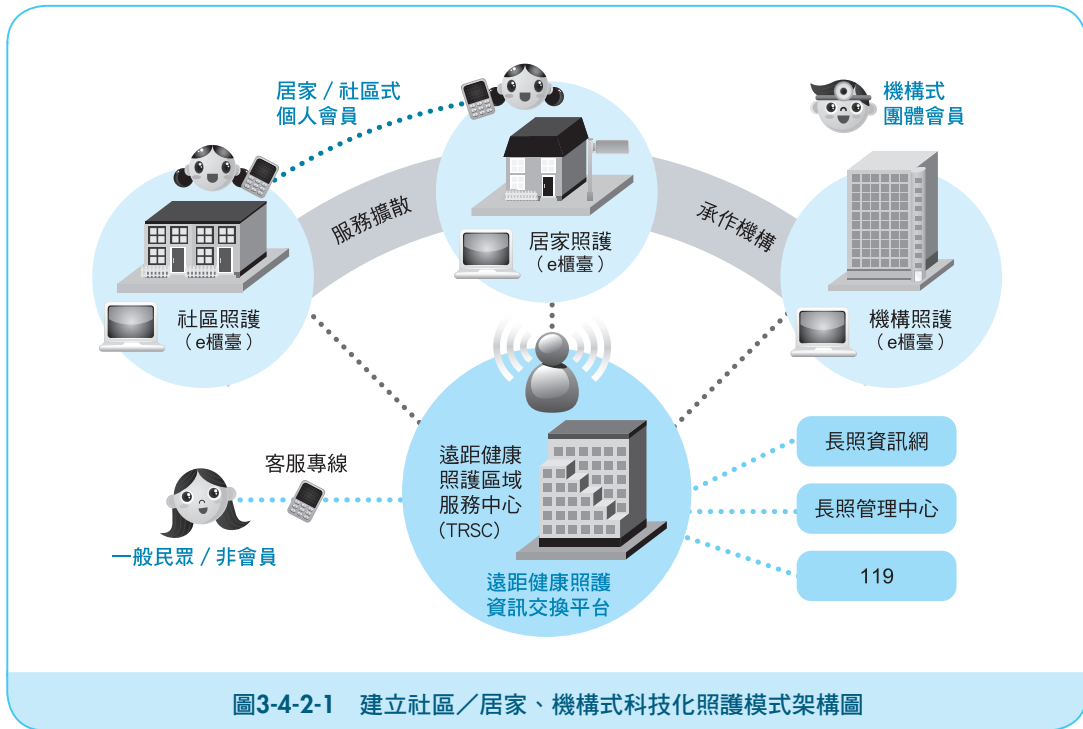 居家／社區式
個人會員
機構式
團體會員
服務擴散
承作機構
居家照護
（e櫃臺）
社區照護
（e櫃臺）
機構照護
（e櫃臺）
客服專線
一般民眾／非會員
遠距健康
照護區域
服務中心
(TRSC)
遠距健康照護
資訊交換平台
長照資訊網
長照管理中心
119
圖3-4-2-1　建立社區／居家、機構式科技化照護模式架構圖